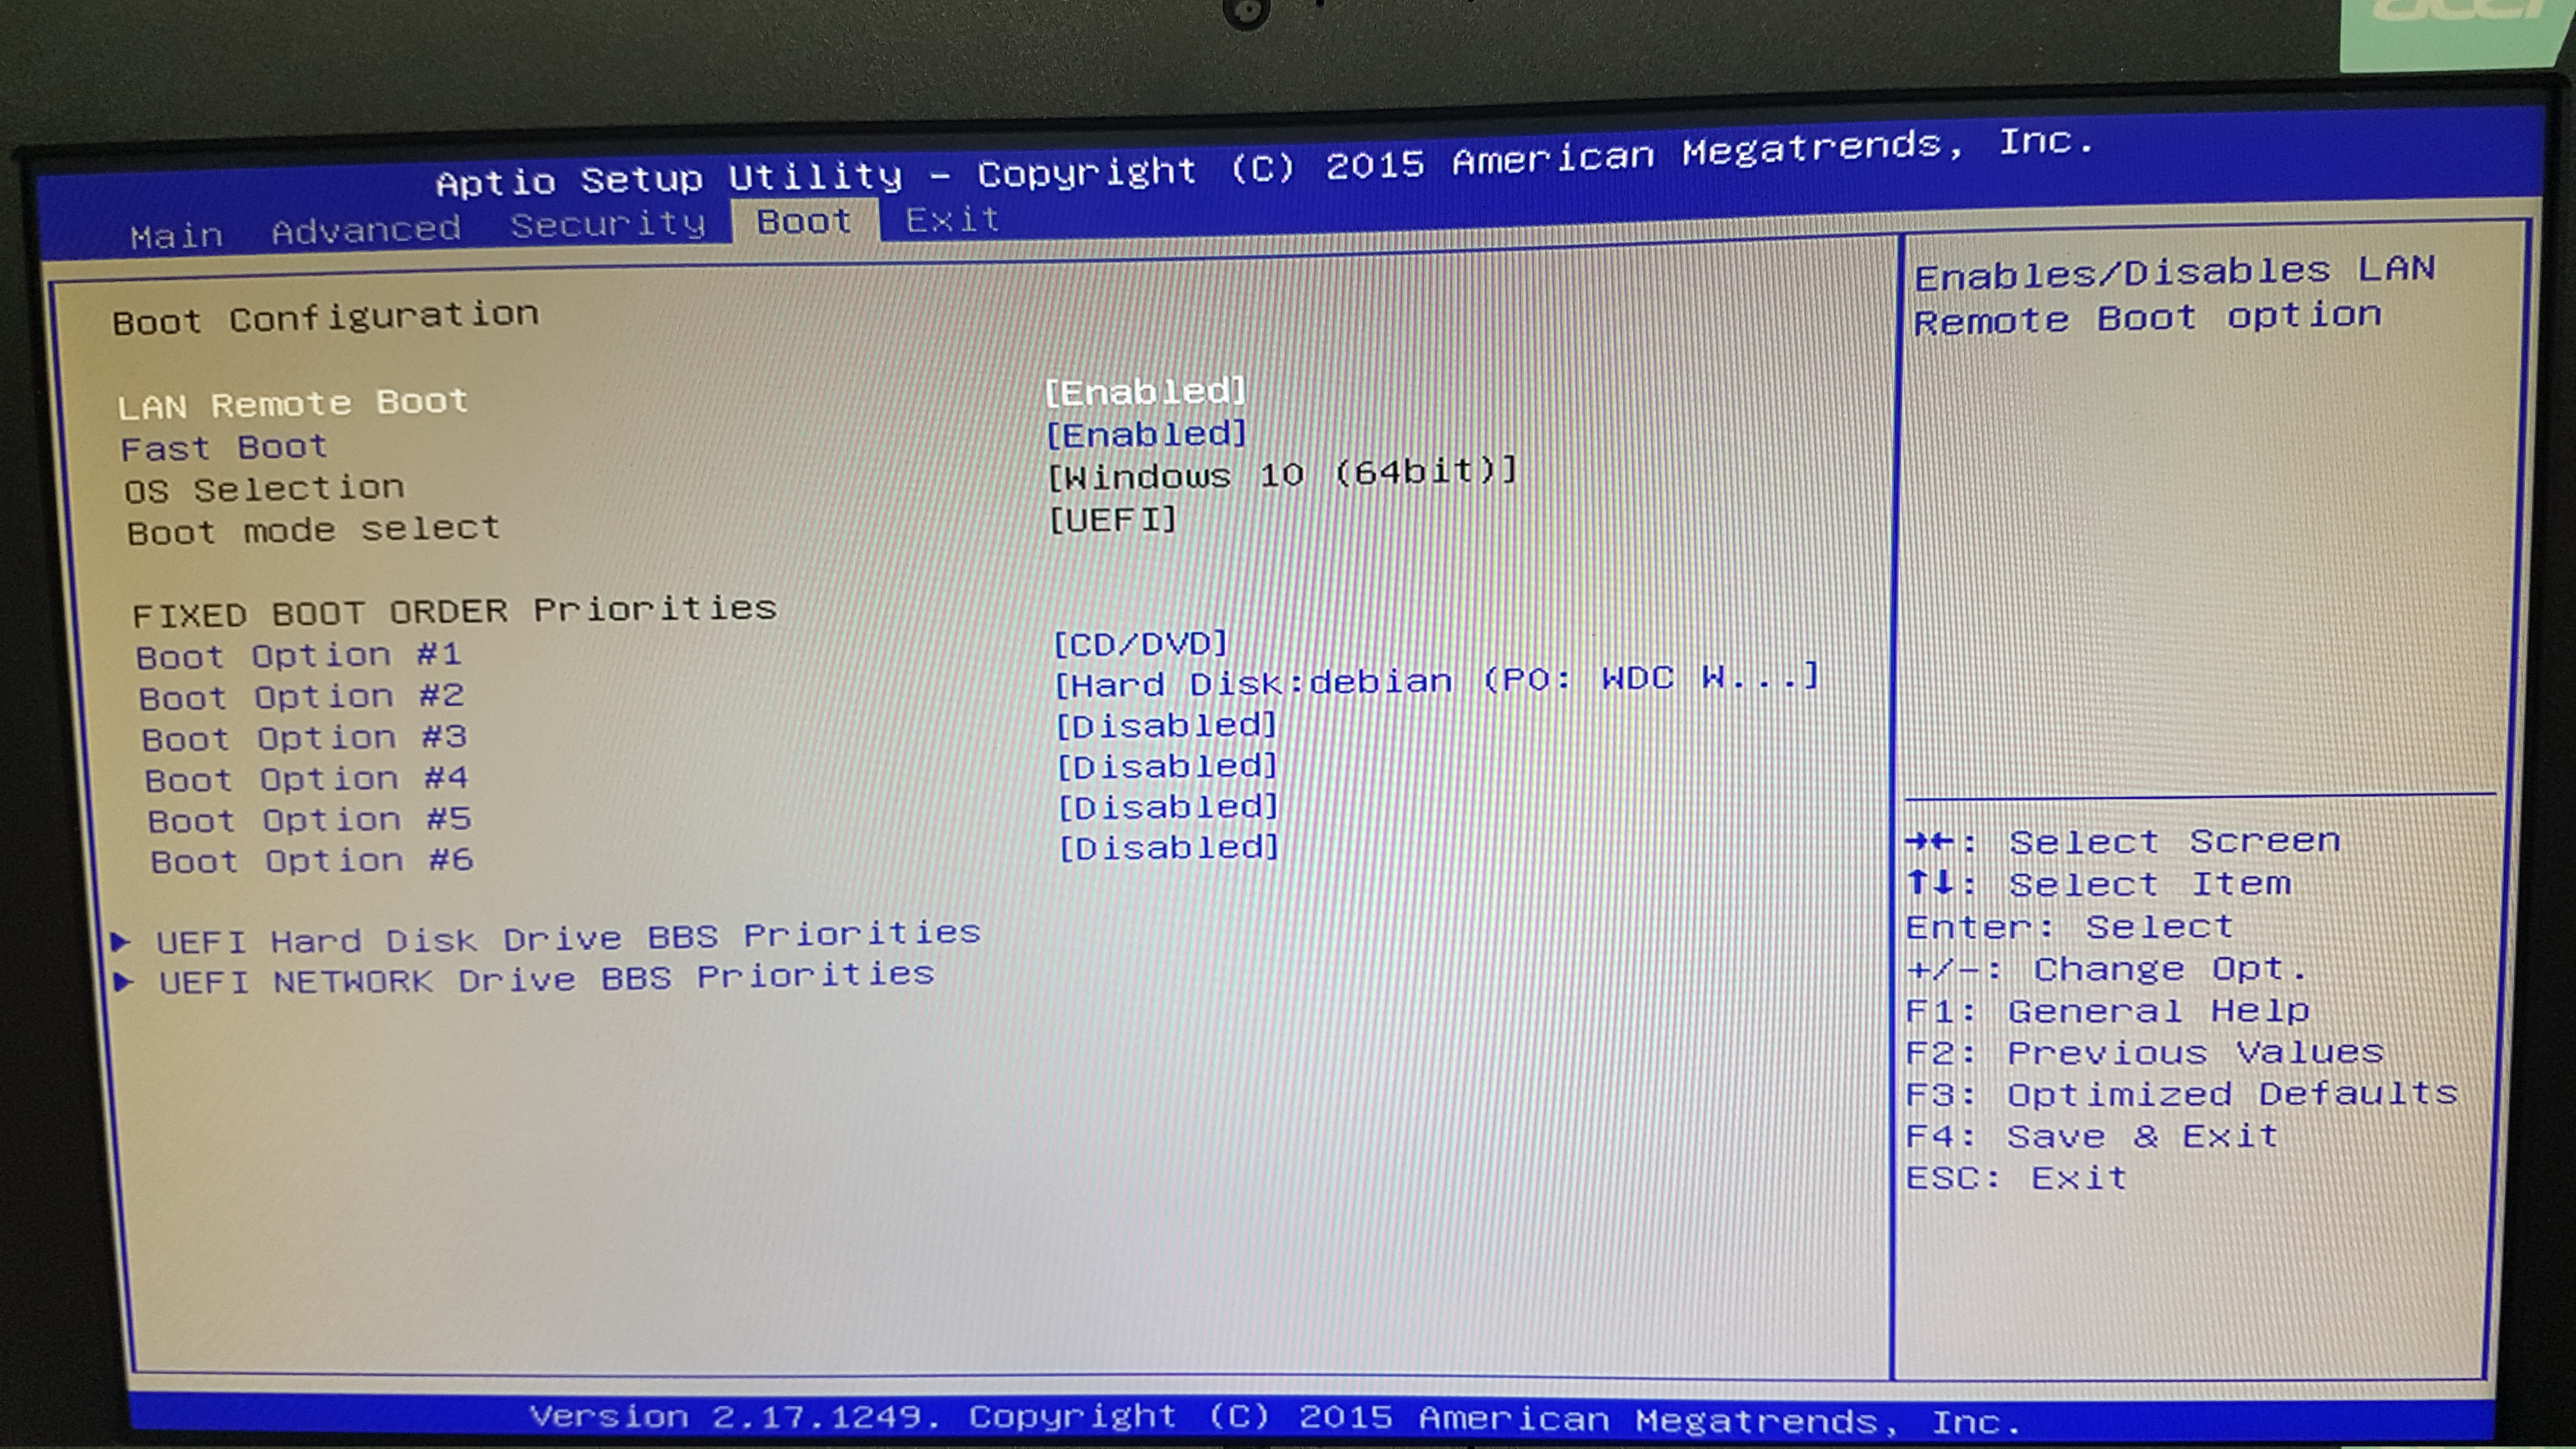 acer
Aptio Setup Utility - Copyright (C) 2015 American Megatrends, Inc.
Main Advanced Security Boot Exit
Boot Configuration
LAN Remote Boot [Enabled]
Fast Boot [Enabled]
OS Selection [Windows 10 (64bit)]
Boot mode select [UEFI]
FIXED BOOT ORDER Priorities
Boot Option #1 [CD/DVD]
Boot Option #2 [Hard Disk:debian (P0: WDC W...]
Boot Option #3 [Disabled]
Boot Option #4 [Disabled]
Boot Option #5 [Disabled]
Boot Option #6 [Disabled]
► UEFI Hard Disk Drive BBS Priorities
► UEFI NETWORK Drive BBS Priorities
Enables/Disables LAN
Remote Boot option
→←: Select Screen
↑↓: Select Item
Enter: Select
+/-: Change Opt.
F1: General Help
F2: Previous Values
F3: Optimized Defaults
F4: Save & Exit
ESC: Exit
Version 2.17.1249. Copyright (C) 2015 American Megatrends, Inc.